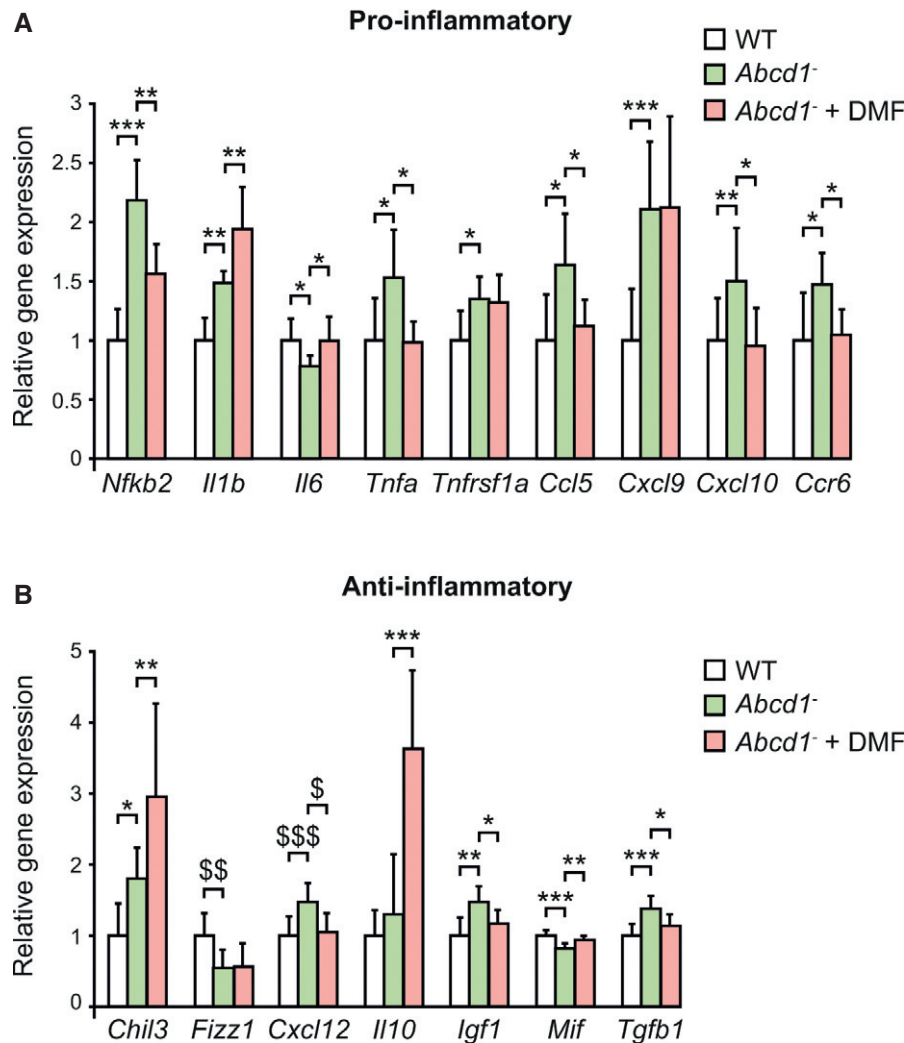 A
Pro-inflammatory
WT
Abcd1-
Abcd1- + DMF
Relative gene expression
3
2.5
2
1.5
1
0.5
0
*** ** ** ** * * * * * * * *** ** * * *
Nfkb2 Il1b Il6 Tnfa Tnfrsf1a Ccl5 Cxcl9 Cxcl10 Ccr6
B
Anti-inflammatory
WT
Abcd1-
Abcd1- + DMF
Relative gene expression
5
4
3
2
1
0
* ** $$ $$$ $ *** ** * *** ** *** *
Chil3 Fizz1 Cxcl12 Il10 Igf1 Mif Tgfb1